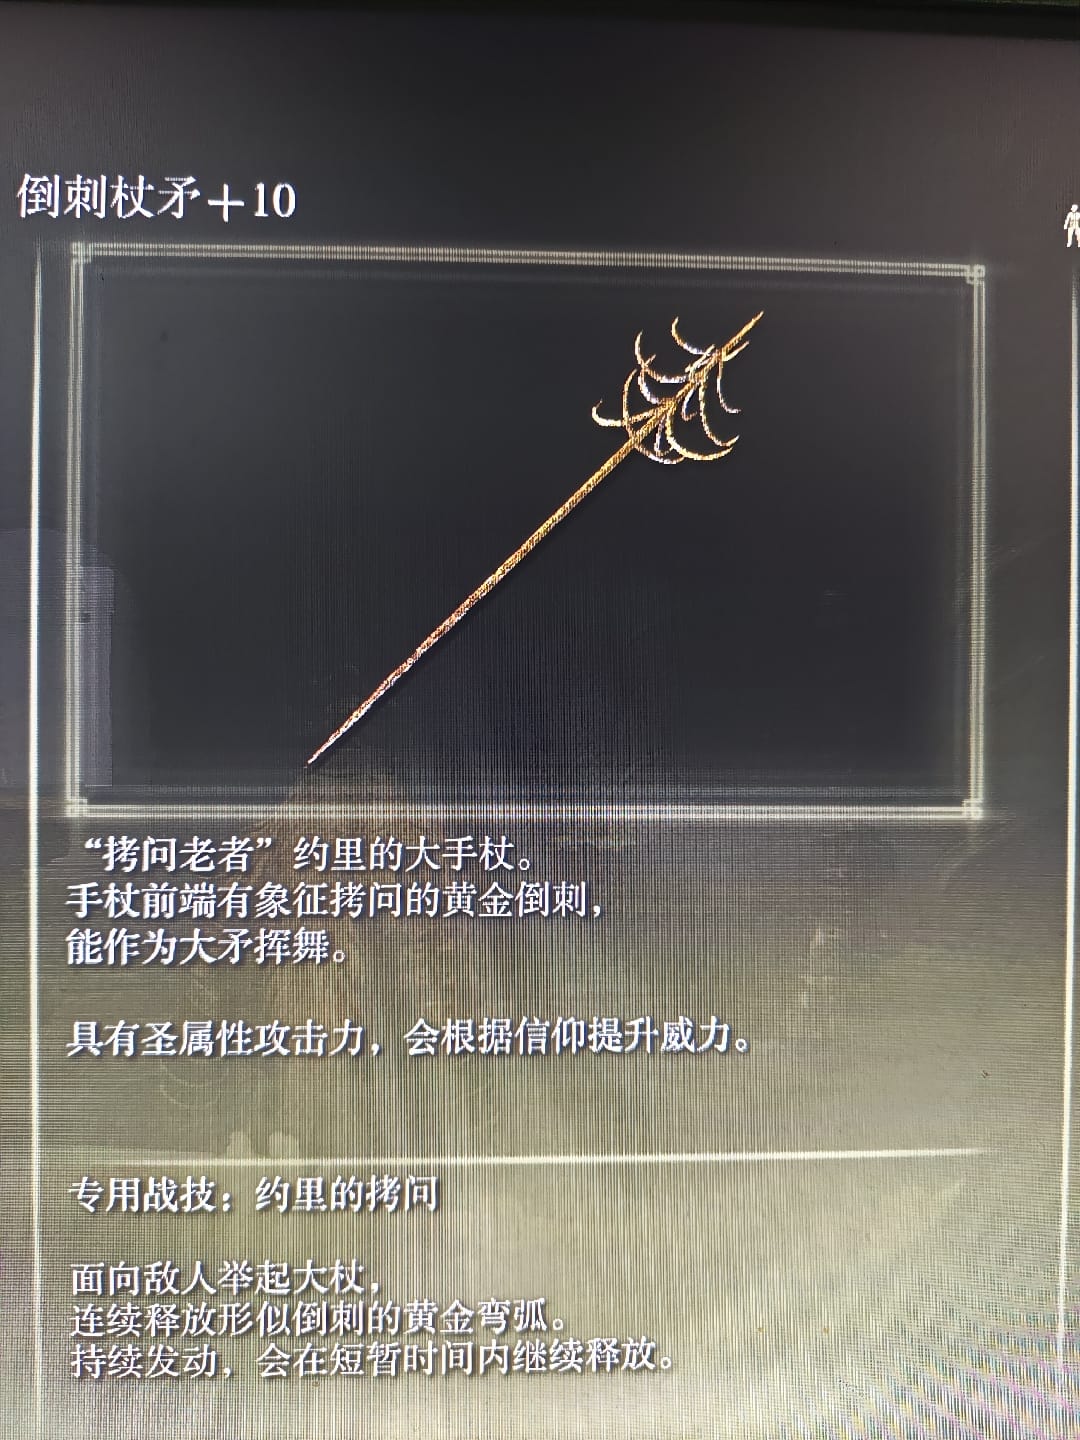 倒刺杖矛+10
“拷问老者”约里的大手杖。
手杖前端有象征拷问的黄金倒刺，
能作为大矛挥舞。
具有圣属性攻击力，会根据信仰提升威力。
专用战技：约里的拷问
面向敌人举起大杖，
连续释放形似倒刺的黄金弯弧。
持续发动，会在短暂时间内继续释放。